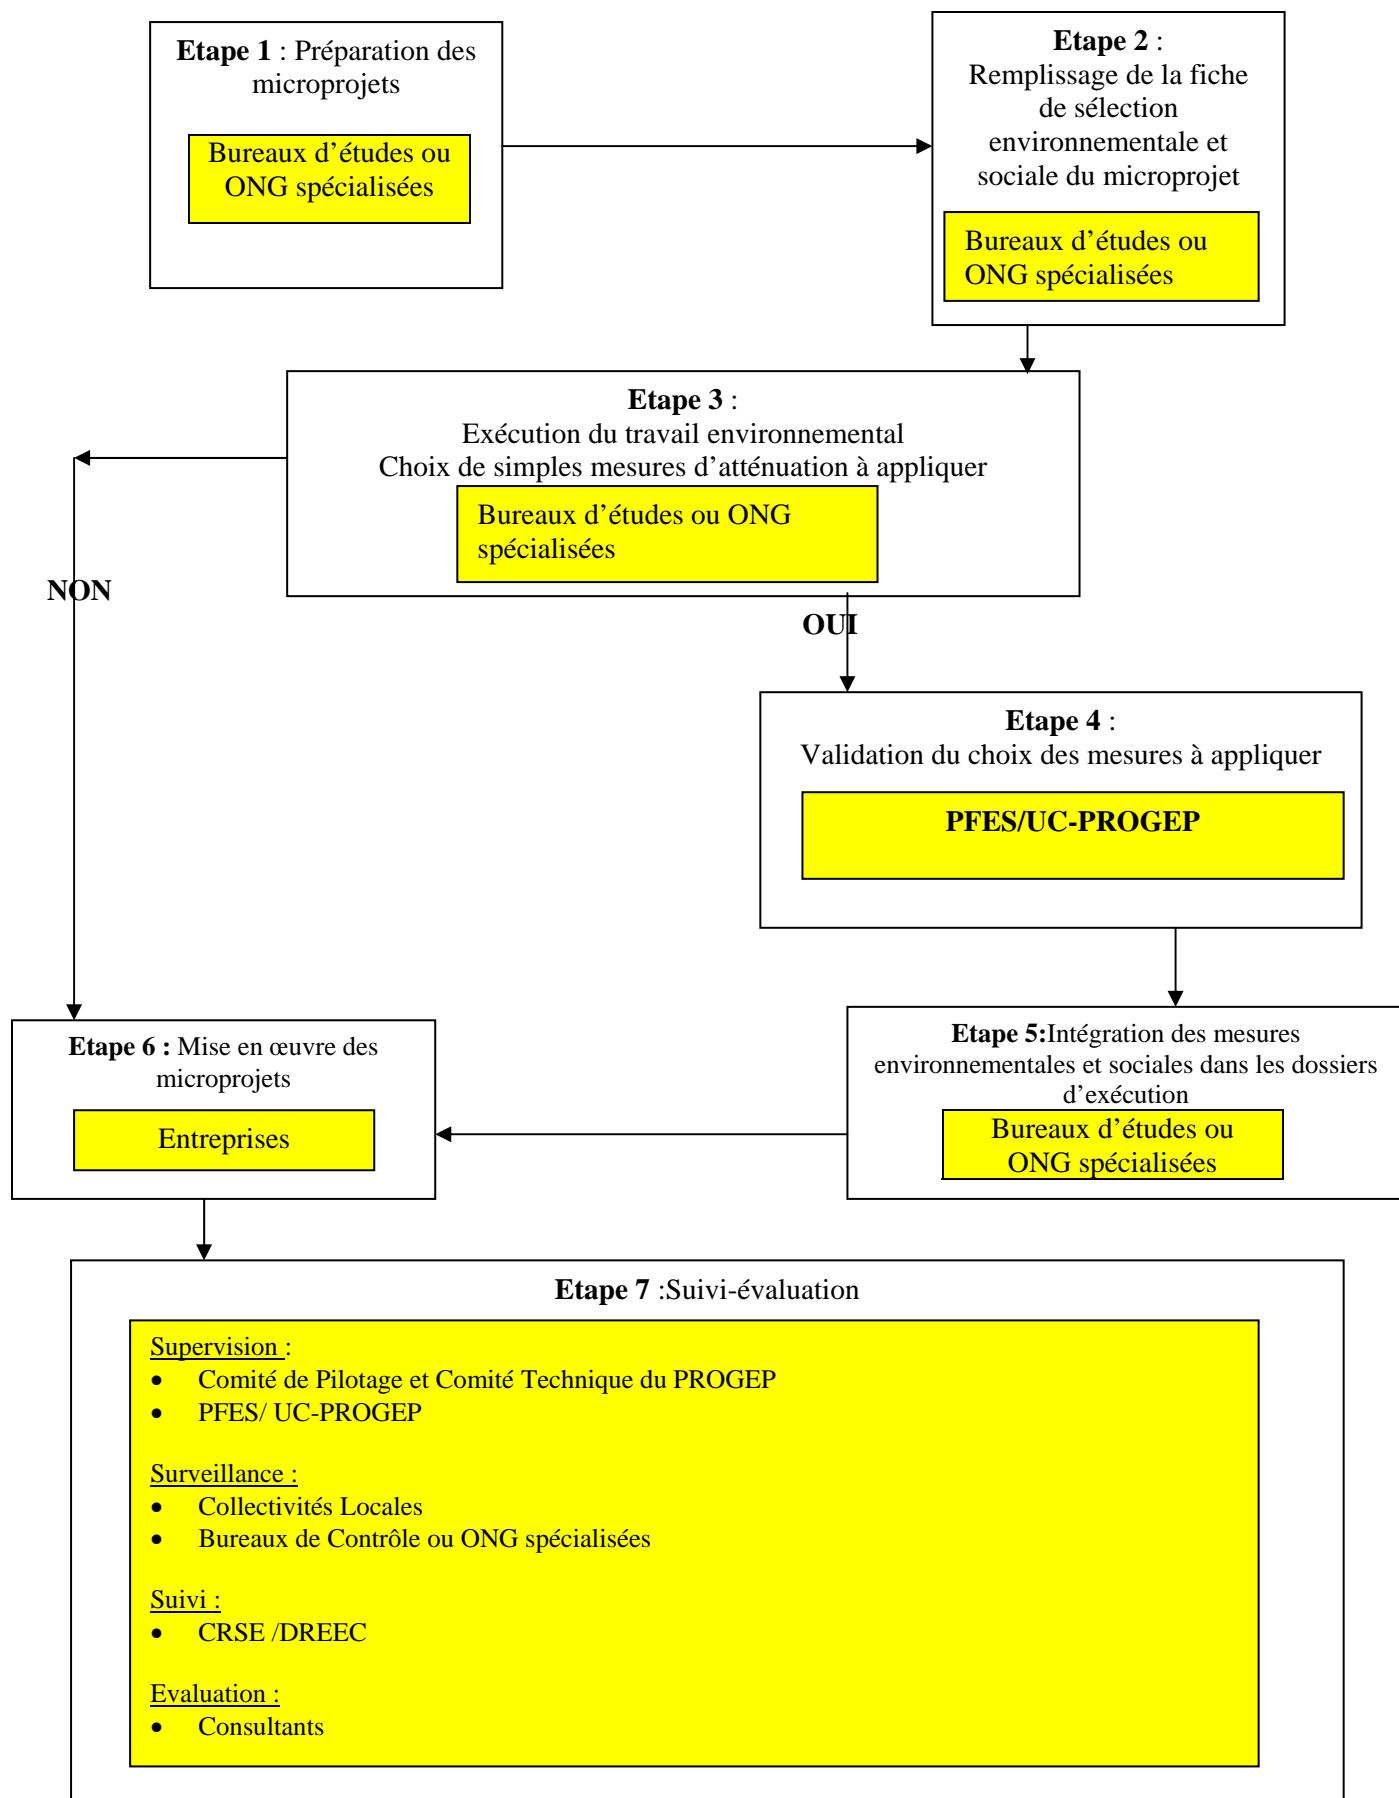 Etape 1 : Préparation des
microprojets
Bureaux d’études ou
ONG spécialisées
Etape 2 :
Remplissage de la fiche
de sélection
environnementale et
sociale du microprojet
Bureaux d’études ou
ONG spécialisées
Etape 3 :
Exécution du travail environnemental
Choix de simples mesures d’atténuation à appliquer
Bureaux d’études ou ONG
spécialisées
NON
OUI
Etape 4 :
Validation du choix des mesures à appliquer
PFES/UC-PROGEP
Etape 5:Intégration des mesures
environnementales et sociales dans les dossiers
d’exécution
Bureaux d’études ou
ONG spécialisées
Etape 6 : Mise en œuvre des
microprojets
Entreprises
Etape 7 :Suivi-évaluation
Supervision :
• Comité de Pilotage et Comité Technique du PROGEP
• PFES/ UC-PROGEP
Surveillance :
• Collectivités Locales
• Bureaux de Contrôle ou ONG spécialisées
Suivi :
• CRSE /DREEC
Evaluation :
• Consultants